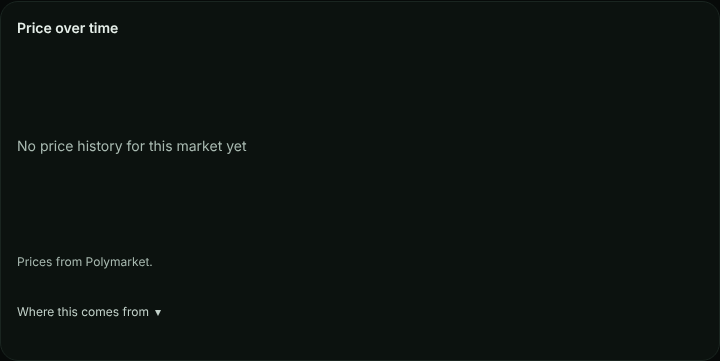 Price over time
No price history for this market yet
Prices from Polymarket.
Where this comes from ▼